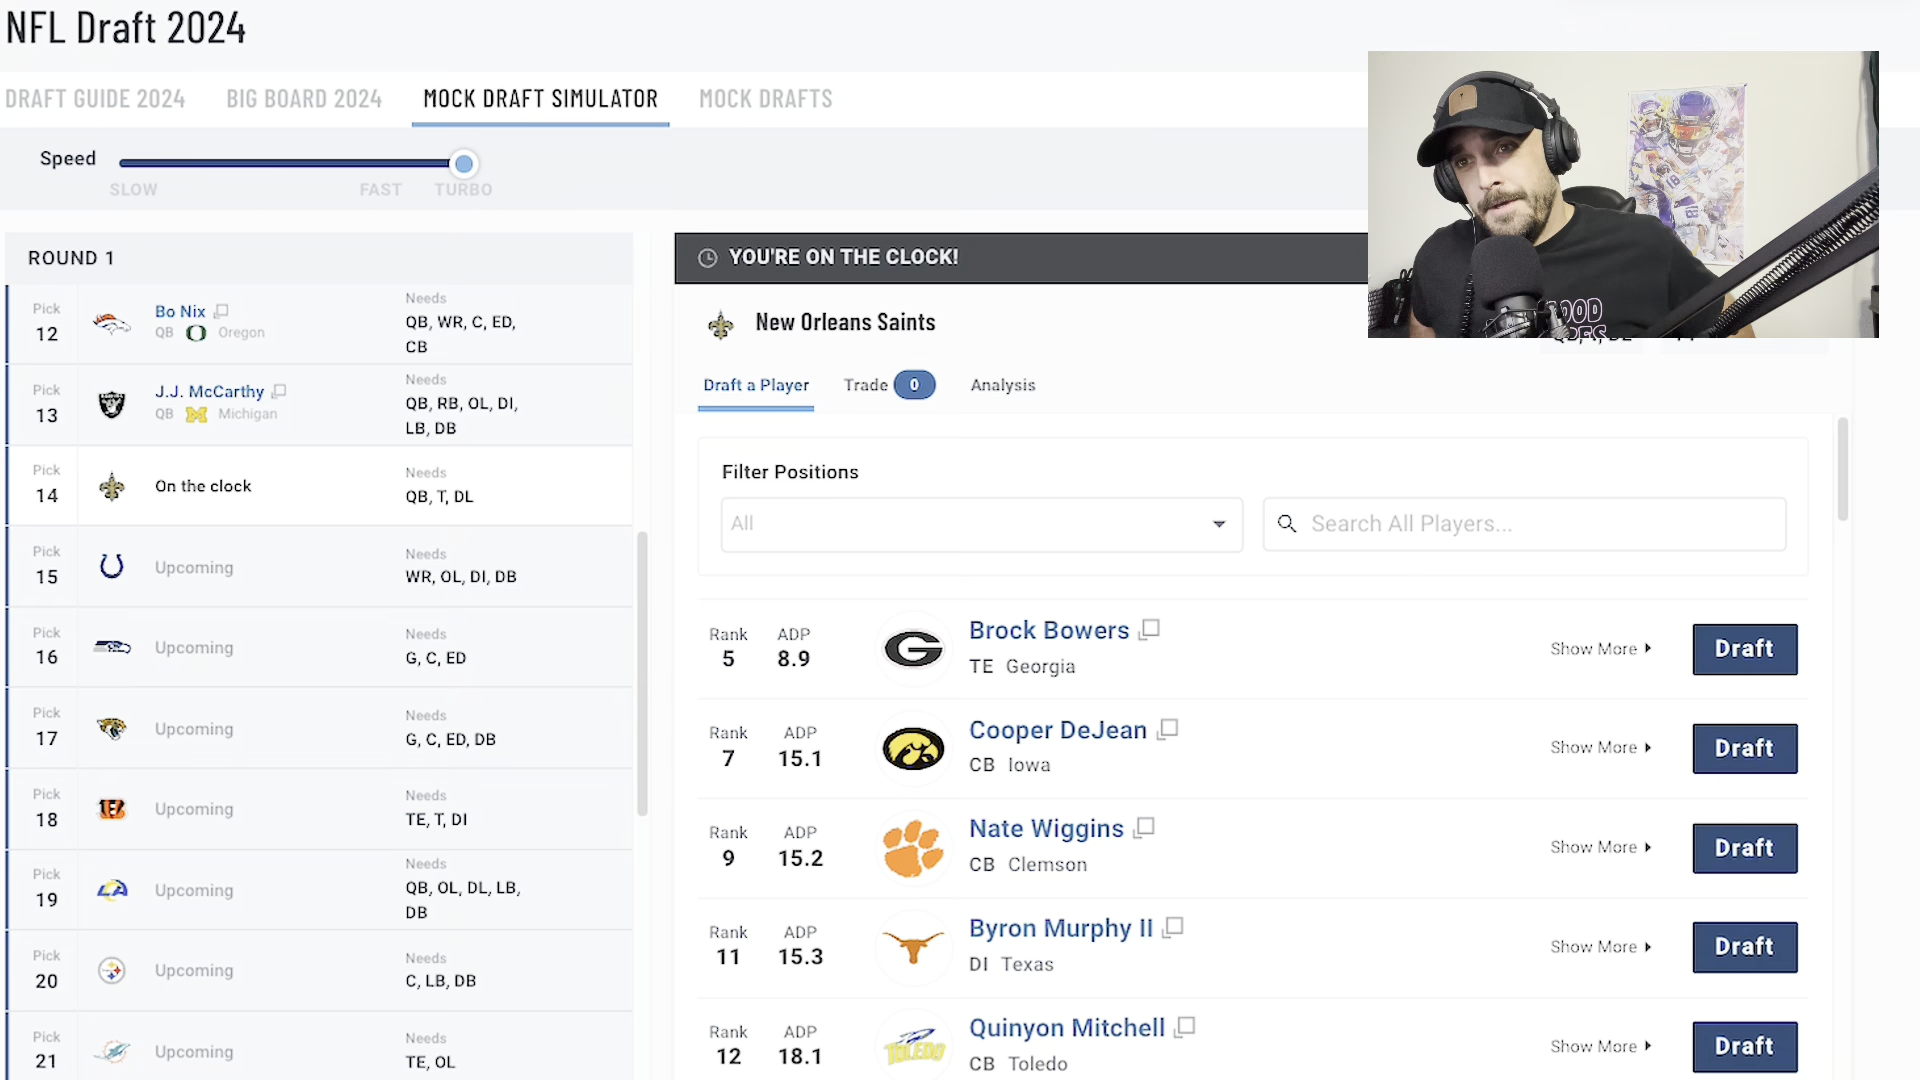 NFL Draft 2024
DRAFT GUIDE 2024 BIG BOARD 2024 MOCK DRAFT SIMULATOR MOCK DRAFTS
Speed
SLOW FAST TURBO
ROUND 1
Pick
12
Bo Nix
QB Oregon
Needs
QB, WR, C, ED,
CB
Pick
13
J.J. McCarthy
QB Michigan
Needs
QB, RB, OL, DI,
LB, DB
Pick
14
On the clock
Needs
QB, T, DL
Pick
15
Upcoming
Needs
WR, OL, DI, DB
Pick
16
Upcoming
Needs
G, C, ED
Pick
17
Upcoming
Needs
G, C, ED, DB
Pick
18
Upcoming
Needs
TE, T, DI
Pick
19
Upcoming
Needs
QB, OL, DL, LB,
DB
Pick
20
Upcoming
Needs
C, LB, DB
Pick
21
Upcoming
Needs
TE, OL
YOU'RE ON THE CLOCK!
New Orleans Saints
Draft a Player Trade 0 Analysis
Filter Positions
All
Search All Players...
Rank
5
ADP
8.9
Brock Bowers
TE Georgia
Show More
Draft
Rank
7
ADP
15.1
Cooper DeJean
CB Iowa
Show More
Draft
Rank
9
ADP
15.2
Nate Wiggins
CB Clemson
Show More
Draft
Rank
11
ADP
15.3
Byron Murphy II
DI Texas
Show More
Draft
Rank
12
ADP
18.1
TOLEDO
Quinyon Mitchell
CB Toledo
Show More
Draft